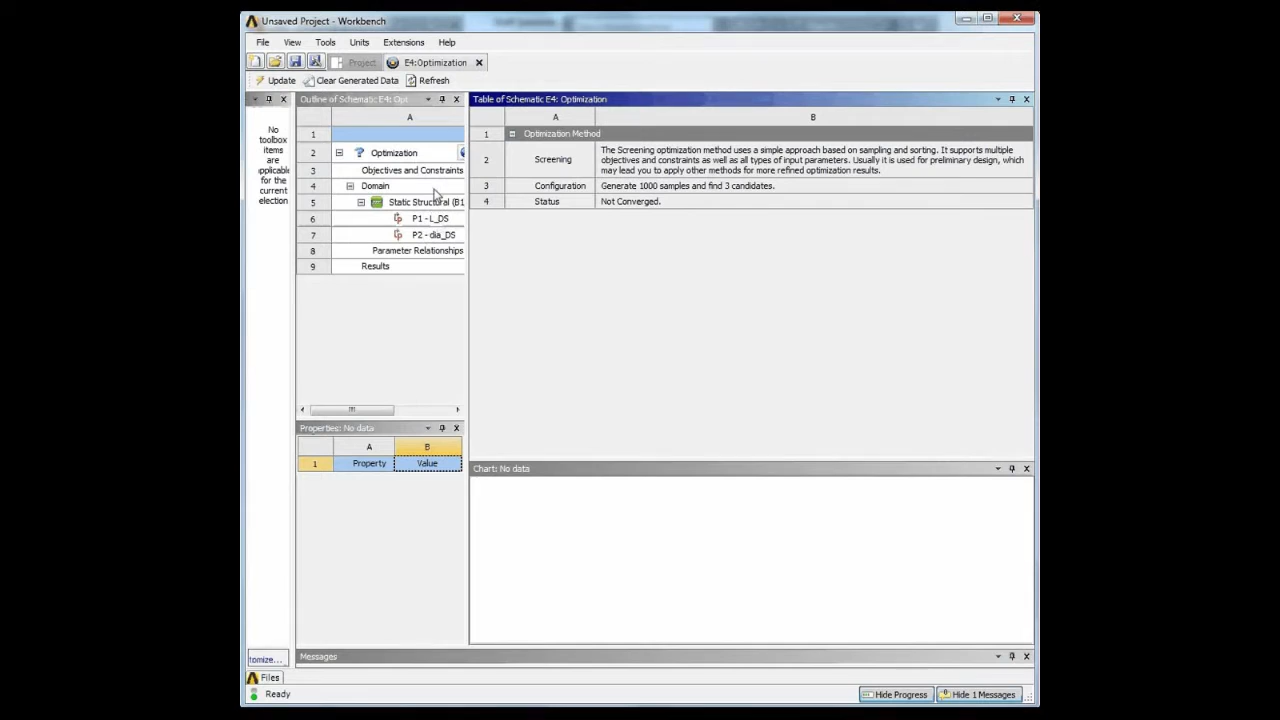 Unsaved Project - Workbench
File View Tools Units Extensions Help
Project E4:Optimization
Update Clear Generated Data Refresh
No
toolbox
items
are
applicable
for the
current
election
tomize...
Outline of Schematic E4: Opt
A
1
2 Optimization
3 Objectives and Constraints
4 Domain
5 Static Structural (B1
6 P1 - L_DS
7 P2 - dia_DS
8 Parameter Relationships
9 Results
Properties: No data
A B
1 Property Value
Table of Schematic E4: Optimization
A B
1 Optimization Method
2 Screening The Screening optimization method uses a simple approach based on sampling and sorting. It supports multiple
objectives and constraints as well as all types of input parameters. Usually it is used for preliminary design, which
may lead you to apply other methods for more refined optimization results.
3 Configuration Generate 1000 samples and find 3 candidates.
4 Status Not Converged.
Chart: No data
Messages
Files
Ready Hide Progress Hide 1 Messages